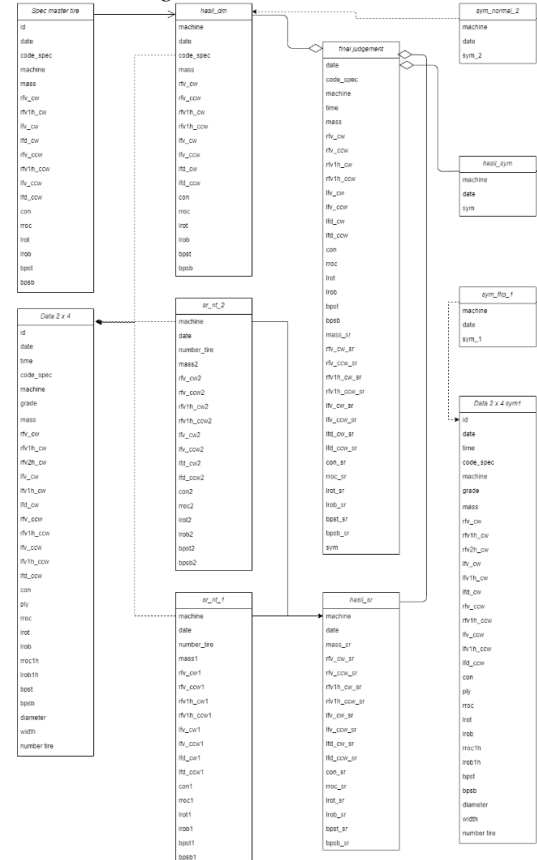 Spec master tire
id
date
code_spec
machine
mass
rfv_cw
rfv_ccw
rfv1h_cw
lfv_cw
lfd_cw
rfv_ccw
rfv1h_ccw
lfv_ccw
lfd_ccw
con
rroc
lrot
lrob
bpst
bpsb
Data 2 x 4
id
date
time
code_spec
machine
grade
mass
rfv_cw
rfv1h_cw
rfv2h_cw
lfv_cw
lfv1h_cw
lfd_cw
rfv_ccw
rfv1h_ccw
lfv_ccw
lfv1h_ccw
lfd_ccw
con
ply
rroc
lrot
lrob
rroc1h
lrob1h
bpst
bpsb
diameter
width
number tire
hasil_dm
machine
date
code_spec
mass
rfv_cw
rfv_ccw
rfv1h_cw
rfv1h_ccw
lfv_cw
lfv_ccw
lfd_cw
lfd_ccw
con
rroc
lrot
lrob
bpst
bpsb
sr_nt_2
machine
date
number_tire
mass2
rfv_cw2
rfv_ccw2
rfv1h_cw2
rfv1h_ccw2
lfv_cw2
lfv_ccw2
lfd_cw2
lfd_ccw2
con2
rroc2
lrot2
lrob2
bpst2
bpsb2
sr_nt_1
machine
date
number_tire
mass1
rfv_cw1
rfv_ccw1
rfv1h_cw1
rfv1h_ccw1
lfv_cw1
lfv_ccw1
lfd_cw1
lfd_ccw1
con1
rroc1
lrot1
lrob1
bpst1
bpsb1
final judgement
date
code_spec
machine
time
mass
rfv_cw
rfv_ccw
rfv1h_cw
rfv1h_ccw
lfv_cw
lfv_ccw
lfd_cw
lfd_ccw
con
rroc
lrot
lrob
bpst
bpsb
mass_sr
rfv_cw_sr
rfv_ccw_sr
rfv1h_cw_sr
rfv1h_ccw_sr
lfv_cw_sr
lfv_ccw_sr
lfd_cw_sr
lfd_ccw_sr
con_sr
rroc_sr
lrot_sr
lrob_sr
bpst_sr
bpsb_sr
sym
hasil_sr
machine
date
mass_sr
rfv_cw_sr
rfv_ccw_sr
rfv1h_cw_sr
rfv1h_ccw_sr
lfv_cw_sr
lfv_ccw_sr
lfd_cw_sr
lfd_ccw_sr
con_sr
rroc_sr
lrot_sr
lrob_sr
bpst_sr
bpsb_sr
sym_normal_2
machine
date
sym_2
hasil_sym
machine
date
sym
machine
date
sym_1
Data 2 x 4 sym1
id
date
time
code_spec
machine
grade
mass
rfv_cw
rfv1h_cw
rfv2h_cw
lfv_cw
lfv1h_cw
lfd_cw
rfv_ccw
rfv1h_ccw
lfv_ccw
lfv1h_ccw
lfd_ccw
con
ply
rroc
lrot
lrob
rroc1h
lrob1h
bpst
bpsb
diameter
width
number tire